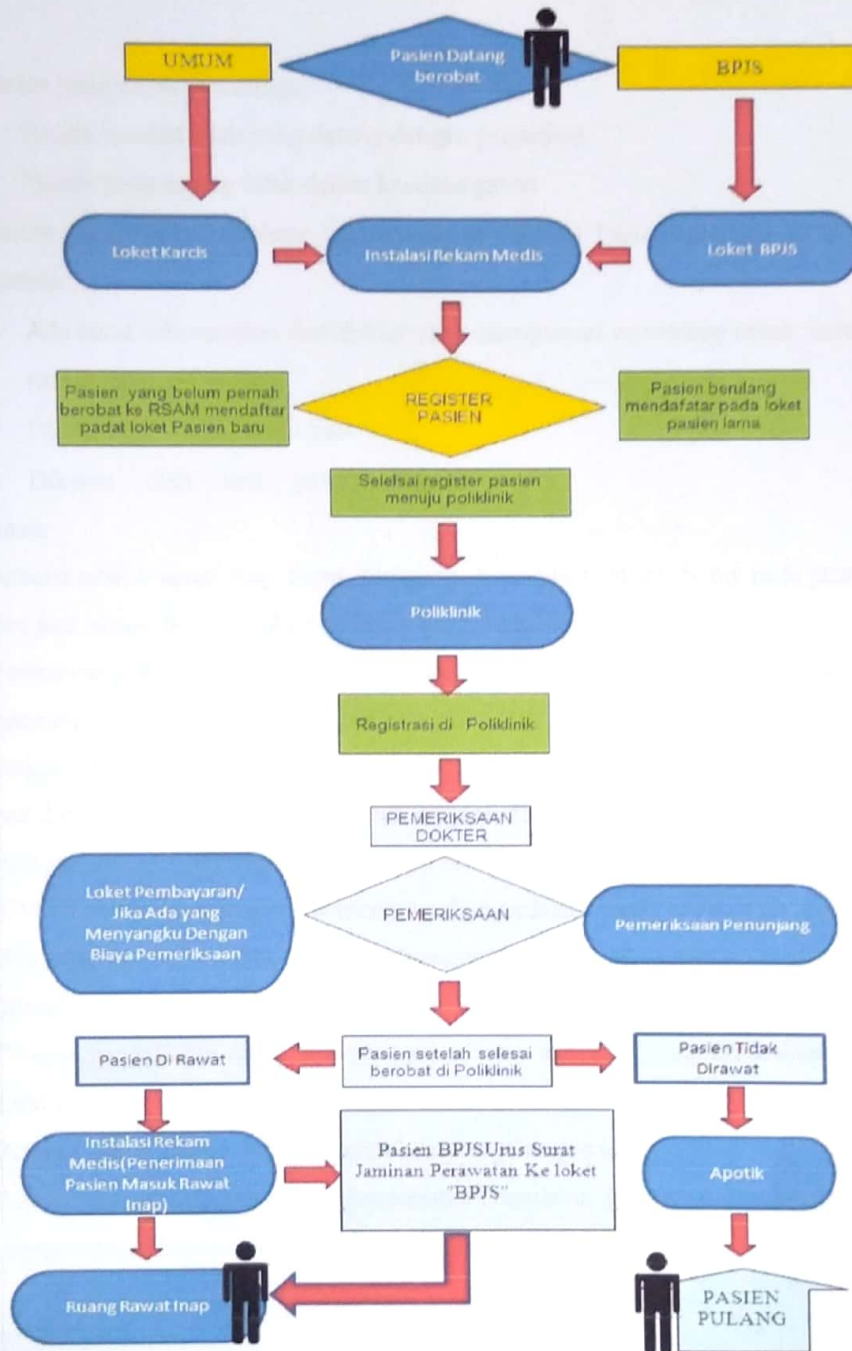 UMUM
Pasien Datang
berobat
BPJS
Loket Karcis
Instalasi Rekam Medis
Loket BPJS
Pasien yang belum pernah
berobat ke RSAM mendaftar
padat loket Pasien baru
REGISTER
PASIEN
Pasien berulang
mendafatar pada loket
pasien lama
Selelsai register pasien
menuju poliklinik
Poliklinik
Registrasi di Poliklinik
PEMERIKSAAN
DOKTER
Loket Pembayaran/
Jika Ada yang
Menyangku Dengan
Biaya Pemeriksaan
PEMERIKSAAN
Pemeriksaan Penunjang
Pasien Di Rawat
Pasien setelah selesai
berobat di Poliklinik
Pasien Tidak
Dirawat
Instalasi Rekam
Medis(Penerimaan
Pasien Masuk Rawat
Inap)
Pasien BPJSUrus Surat
Jaminan Perawatan Ke loket
"BPJS"
Apotik
Ruang Rawat Inap
PASIEN
PULANG